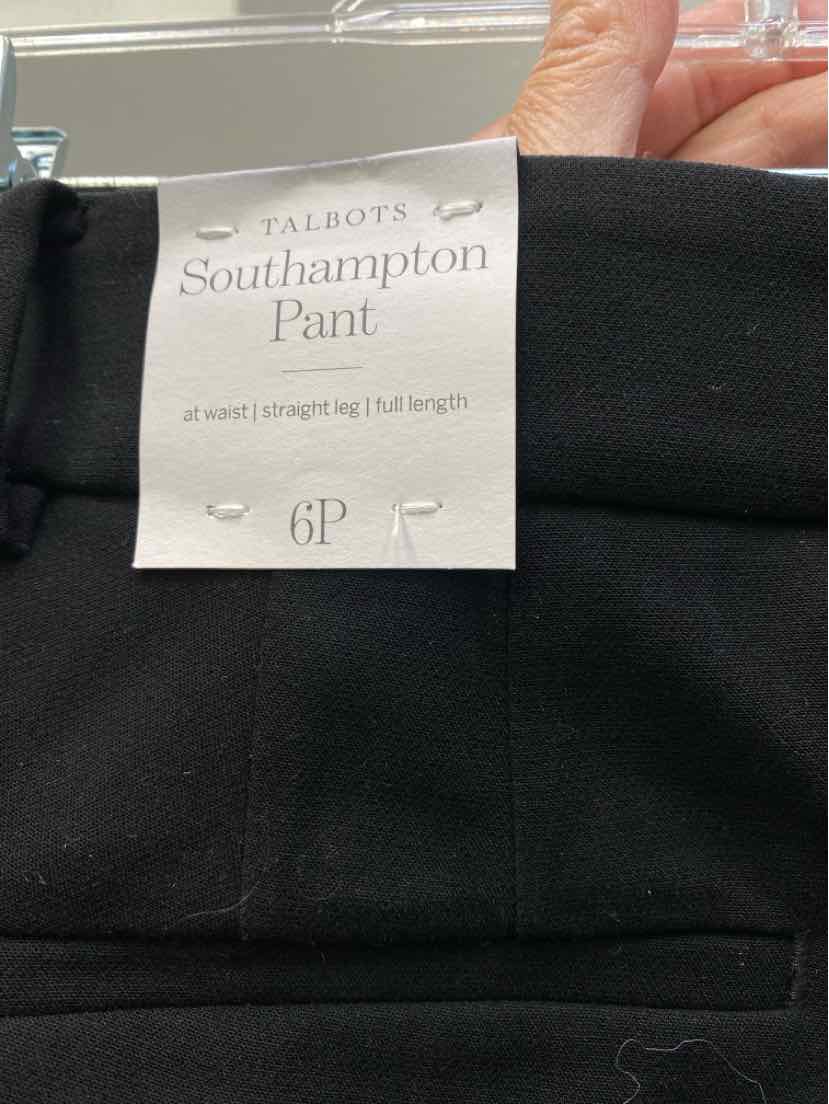 TALBOTS
Southampton
Pant
at waist | straight leg | full length
6P